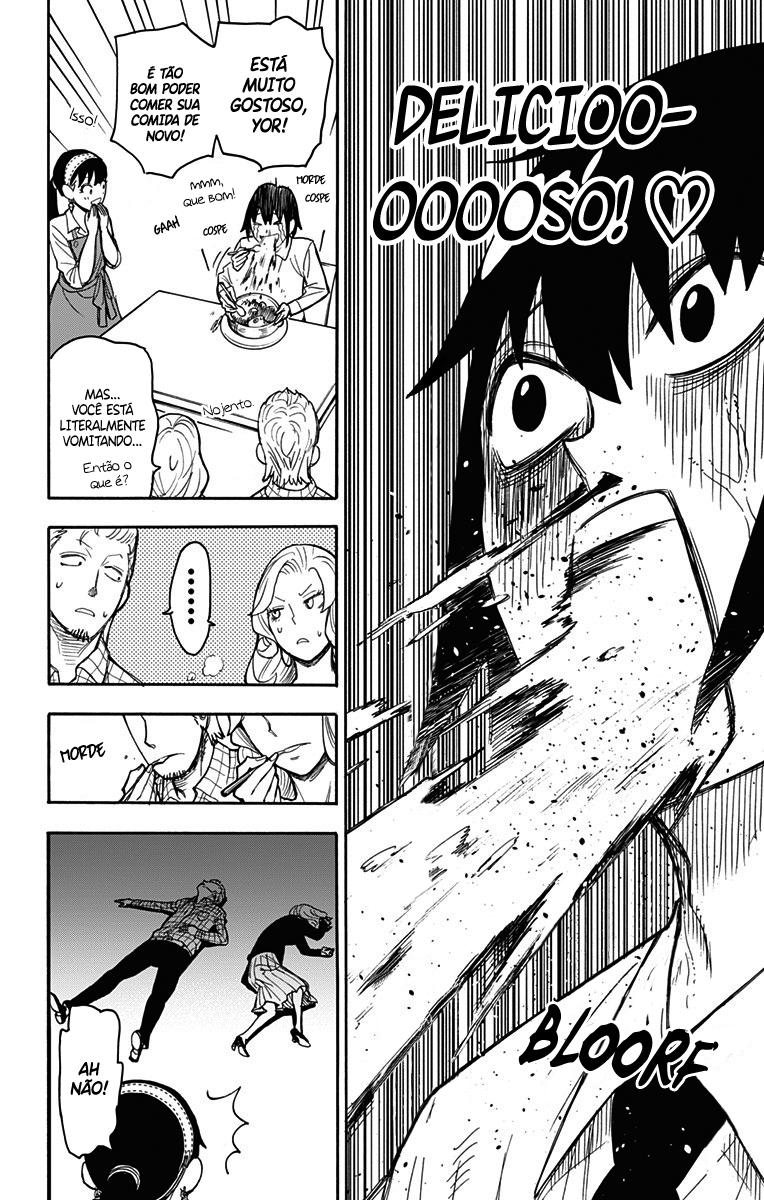 DELICIOO-
OOOOSO! ♡
BLOORF
ESTÁ
MUITO
GOSTOSO,
YOR!
É TÃO
BOM PODER
COMER SUA
COMIDA DE
NOVO!
Isso!
MMM,
QUE BOM!
MORDE
COSPE
GAAH
COSPE
MAS...
VOCÊ ESTÁ
LITERALMENTE
VOMITANDO...
Então o
que é?
Nojento.
.....
MORDE
AH
NÃO!